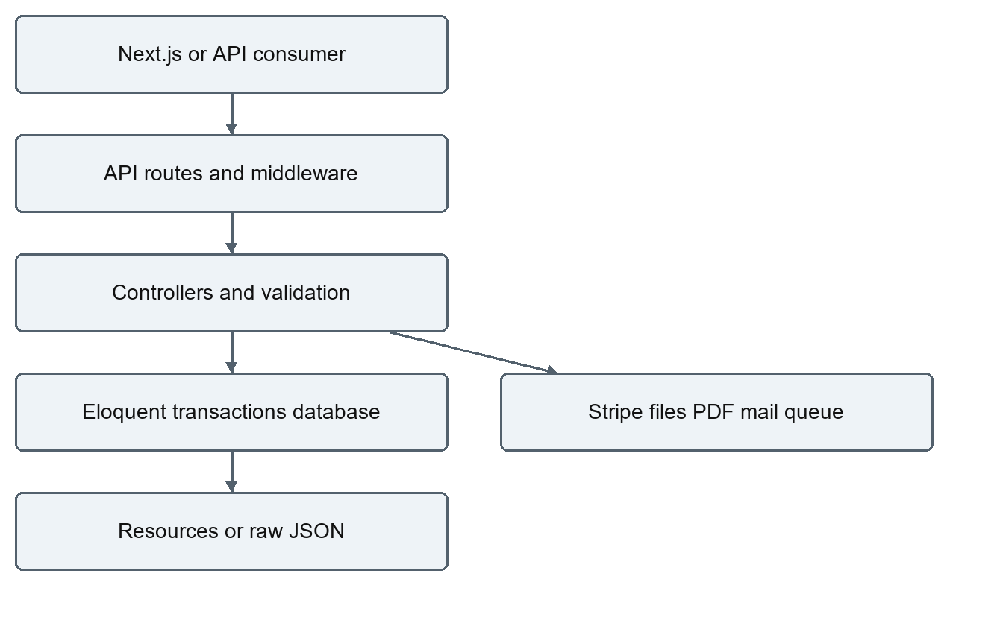 Next.js or API consumer
API routes and middleware
Controllers and validation
Eloquent transactions database
Stripe files PDF mail queue
Resources or raw JSON